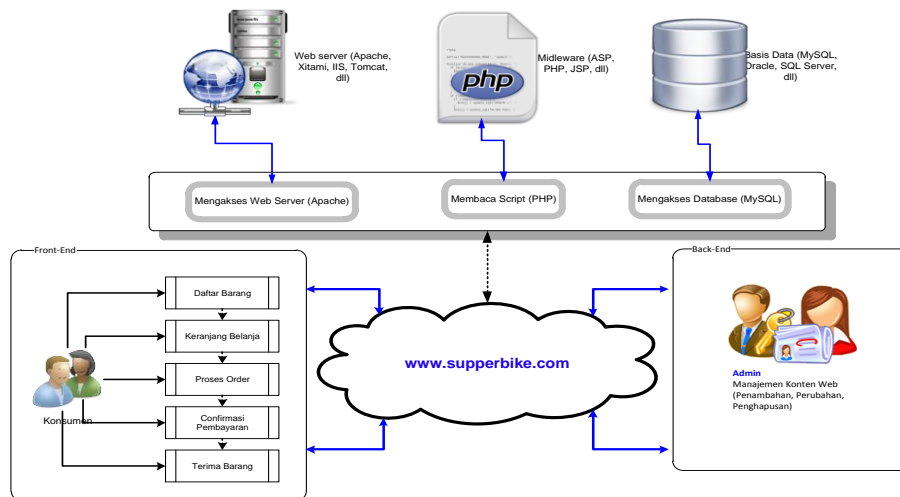 Web server (Apache,
Xitami, IIS, Tomcat,
dll)
php
Midleware (ASP,
PHP, JSP, dll)
Basis Data (MySQL,
Oracle, SQL Server,
dll)
Mengakses Web Server (Apache)
Membaca Script (PHP)
Mengakses Database (MySQL)
Front-End
Daftar Barang
Keranjang Belanja
Proses Order
Confirmasi
Pembayaran
Terima Barang
Konsumen
www.supperbike.com
Back-End
Admin
Manajemen Konten Web
(Penambahan, Perubahan,
Penghapusan)